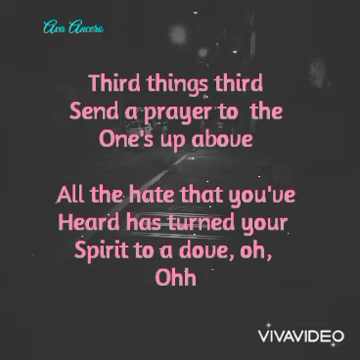 Ava Ancora
Third things third
Send a prayer to the
One's up above
All the hate that you've
Heard has turned your
Spirit to a dove, oh,
Ohh
VIVAVIDEO